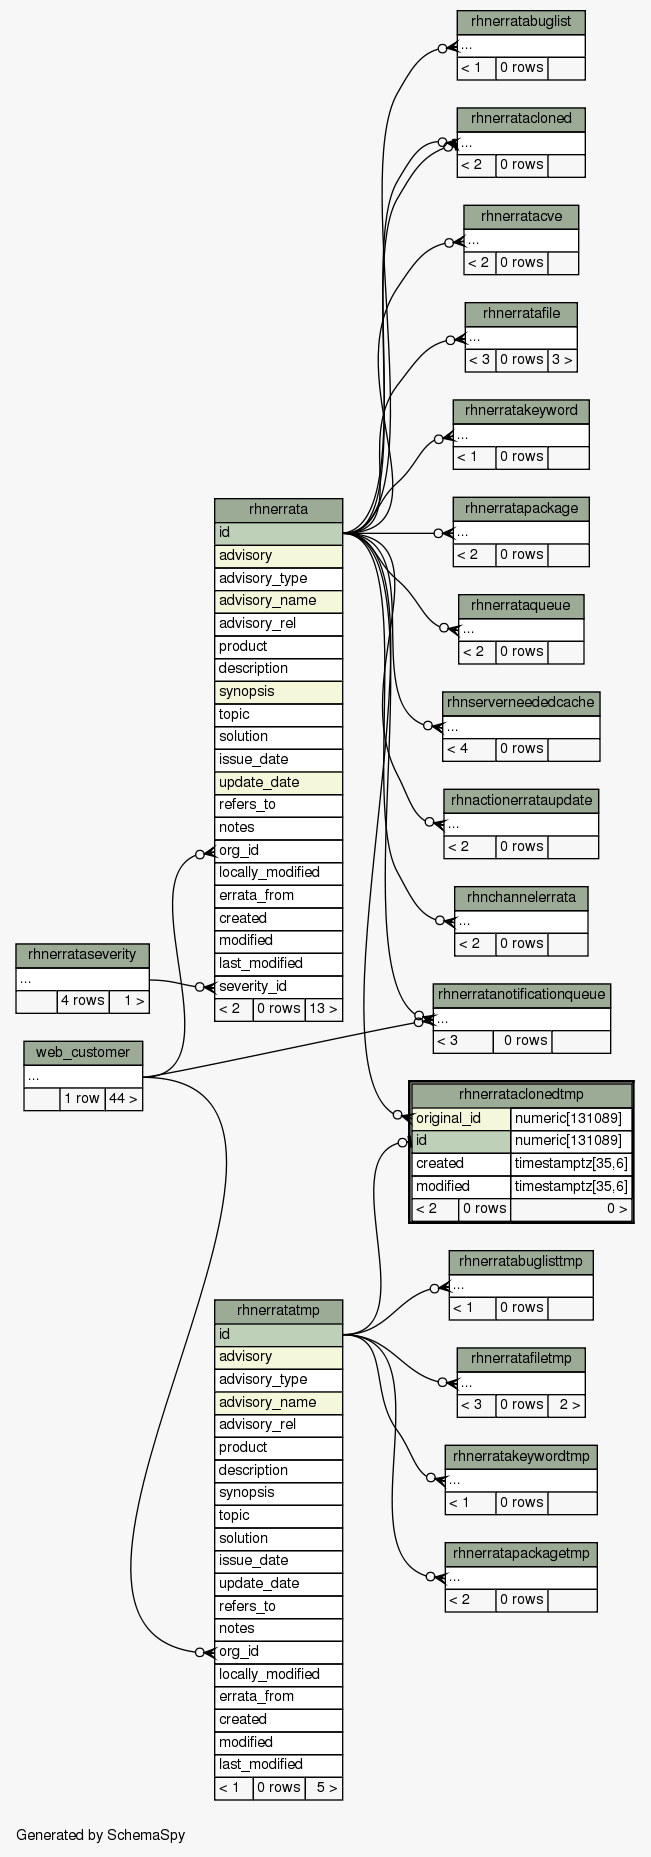 rhnerratabuglist
...
< 1 0 rows
rhnerratacloned
...
< 2 0 rows
rhnerratacve
...
< 2 0 rows
rhnerratafile
...
< 3 0 rows 3 >
rhnerratakeyword
...
< 1 0 rows
rhnerratapackage
...
< 2 0 rows
rhnerrataqueue
...
< 2 0 rows
rhnserverneededcache
...
< 4 0 rows
rhnactionerrataupdate
...
< 2 0 rows
rhnchannelerrata
...
< 2 0 rows
rhnerratanotificationqueue
...
< 3 0 rows
rhnerrata
id
advisory
advisory_type
advisory_name
advisory_rel
product
description
synopsis
topic
solution
issue_date
update_date
refers_to
notes
org_id
locally_modified
errata_from
created
modified
last_modified
severity_id
< 2 0 rows 13 >
rhnerrataseverity
...
4 rows 1 >
web_customer
...
1 row 44 >
rhnerrataclonedtmp
original_id numeric[131089]
id numeric[131089]
created timestamptz[35,6]
modified timestamptz[35,6]
< 2 0 rows 0 >
rhnerratabuglisttmp
...
< 1 0 rows
rhnerratafiletmp
...
< 3 0 rows 2 >
rhnerratakeywordtmp
...
< 1 0 rows
rhnerratapackagetmp
...
< 2 0 rows
rhnerratatmp
id
advisory
advisory_type
advisory_name
advisory_rel
product
description
synopsis
topic
solution
issue_date
update_date
refers_to
notes
org_id
locally_modified
errata_from
created
modified
last_modified
< 1 0 rows 5 >
Generated by SchemaSpy